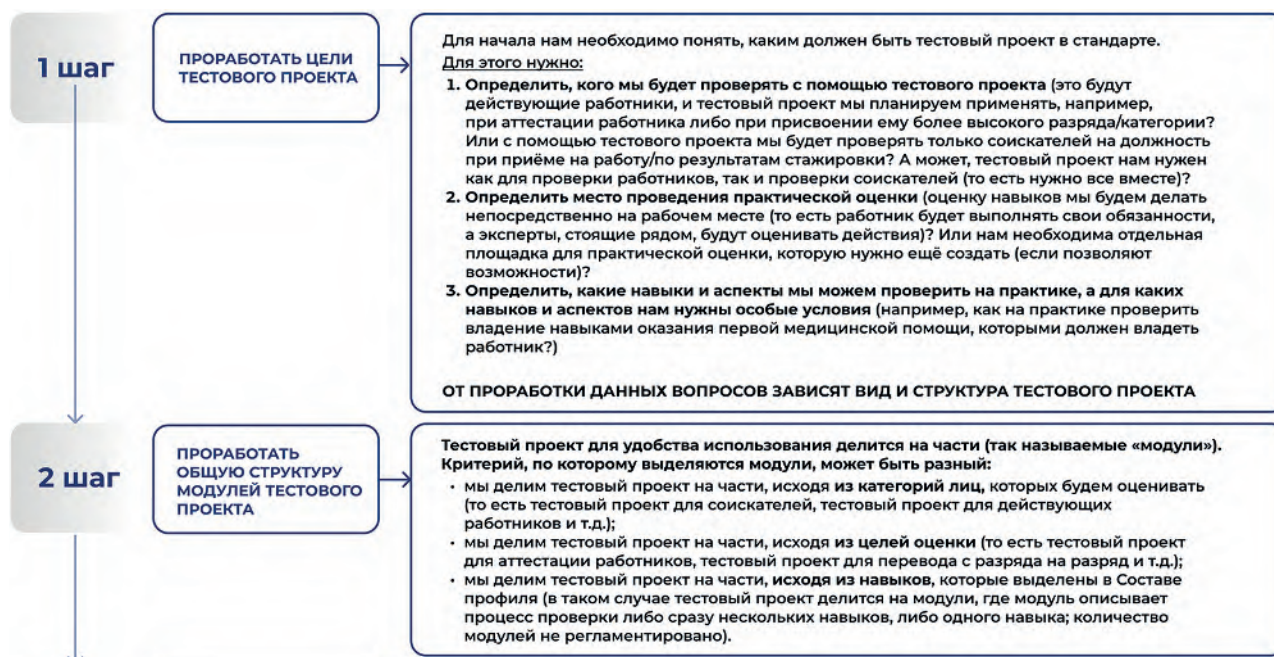 1 шаг
ПРОРАБОТАТЬ ЦЕЛИ
ТЕСТОВОГО ПРОЕКТА
Для начала нам необходимо понять, каким должен быть тестовый проект в стандарте.
Для этого нужно:
1. Определить, кого мы будет проверять с помощью тестового проекта (это будут
действующие работники, и тестовый проект мы планируем применять, например,
при аттестации работника либо при присвоении ему более высокого разряда/категории?
Или с помощью тестового проекта мы будет проверять только соискателей на должность
при приёме на работу/по результатам стажировки? А может, тестовый проект нам нужен
как для проверки работников, так и проверки соискателей (то есть нужно все вместе)?
2. Определить место проведения практической оценки (оценку навыков мы будем делать
непосредственно на рабочем месте (то есть работник будет выполнять свои обязанности,
а эксперты, стоящие рядом, будут оценивать действия)? Или нам необходима отдельная
площадка для практической оценки, которую нужно ещё создать (если позволяют
возможности)?
3. Определить, какие навыки и аспекты мы можем проверить на практике, а для каких
навыков и аспектов нам нужны особые условия (например, как на практике проверить
владение навыками оказания первой медицинской помощи, которыми должен владеть
работник?)
ОТ ПРОРАБОТКИ ДАННЫХ ВОПРОСОВ ЗАВИСЯТ ВИД И СТРУКТУРА ТЕСТОВОГО ПРОЕКТА
2 шаг
ПРОРАБОТАТЬ
ОБЩУЮ СТРУКТУРУ
МОДУЛЕЙ ТЕСТОВОГО
ПРОЕКТА
Тестовый проект для удобства использования делится на части (так называемые «модули»).
Критерий, по которому выделяются модули, может быть разный:
• мы делим тестовый проект на части, исходя из категорий лиц, которых будем оценивать
(то есть тестовый проект для соискателей, тестовый проект для действующих
работников и т.д.);
• мы делим тестовый проект на части, исходя из целей оценки (то есть тестовый проект
для аттестации работников, тестовый проект для перевода с разряда на разряд и т.д.);
• мы делим тестовый проект на части, исходя из навыков, которые выделены в Составе
профиля (в таком случае тестовый проект делится на модули, где модуль описывает
процесс проверки либо сразу нескольких навыков, либо одного навыка; количество
модулей не регламентировано).